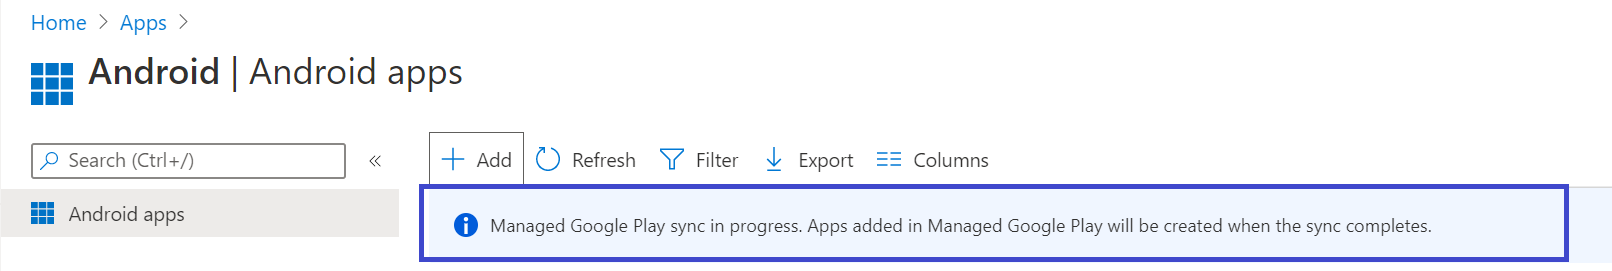 Home > Apps >
Android | Android apps
Search (Ctrl+/) «
Add Refresh Filter Export Columns
Android apps
Managed Google Play sync in progress. Apps added in Managed Google Play will be created when the sync completes.